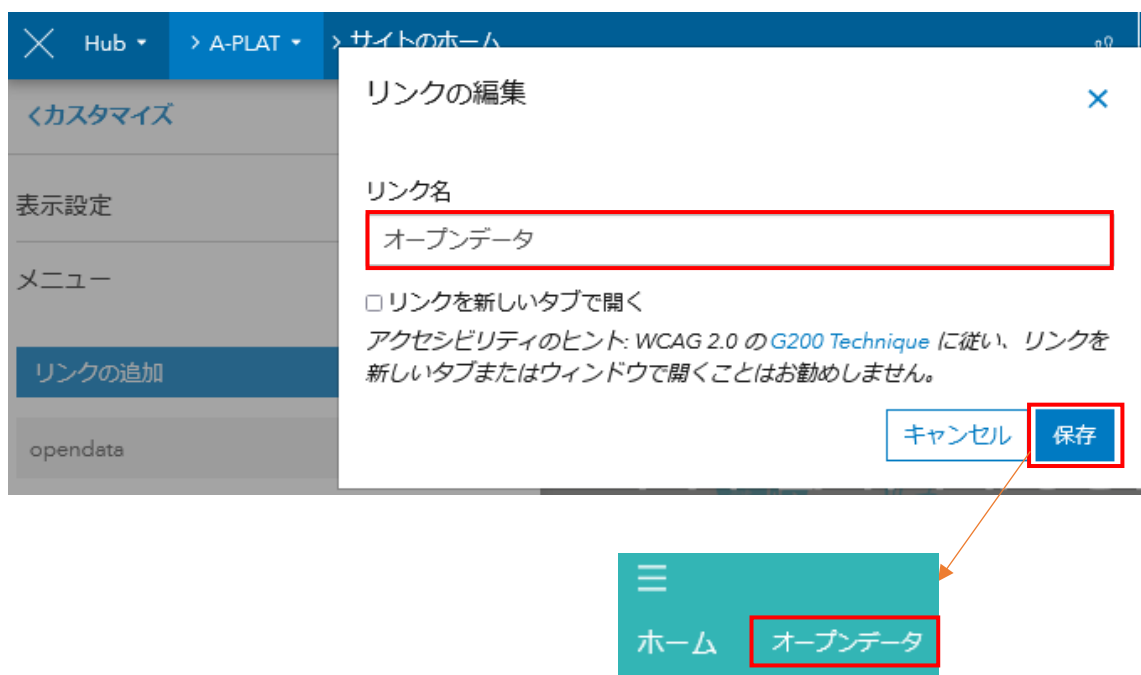 Hub > A-PLAT > サイトのホーム
<カスタマイズ
表示設定
メニュー
リンクの追加
opendata
リンクの編集
リンク名
オープンデータ
リンクを新しいタブで開く
アクセシビリティのヒント: WCAG 2.0 の G200 Technique に従い、リンクを
新しいタブまたはウィンドウで開くことはお勧めしません。
キャンセル 保存
ホーム オープンデータ